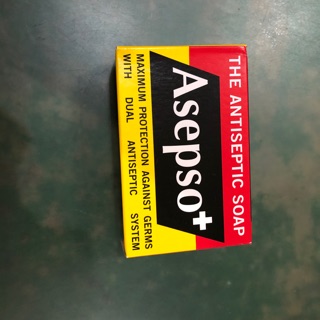 THE ANTISEPTIC SOAP
Asepso+
MAXIMUM PROTECTION AGAINST GERMS
WITH DUAL ANTISEPTIC SYSTEM